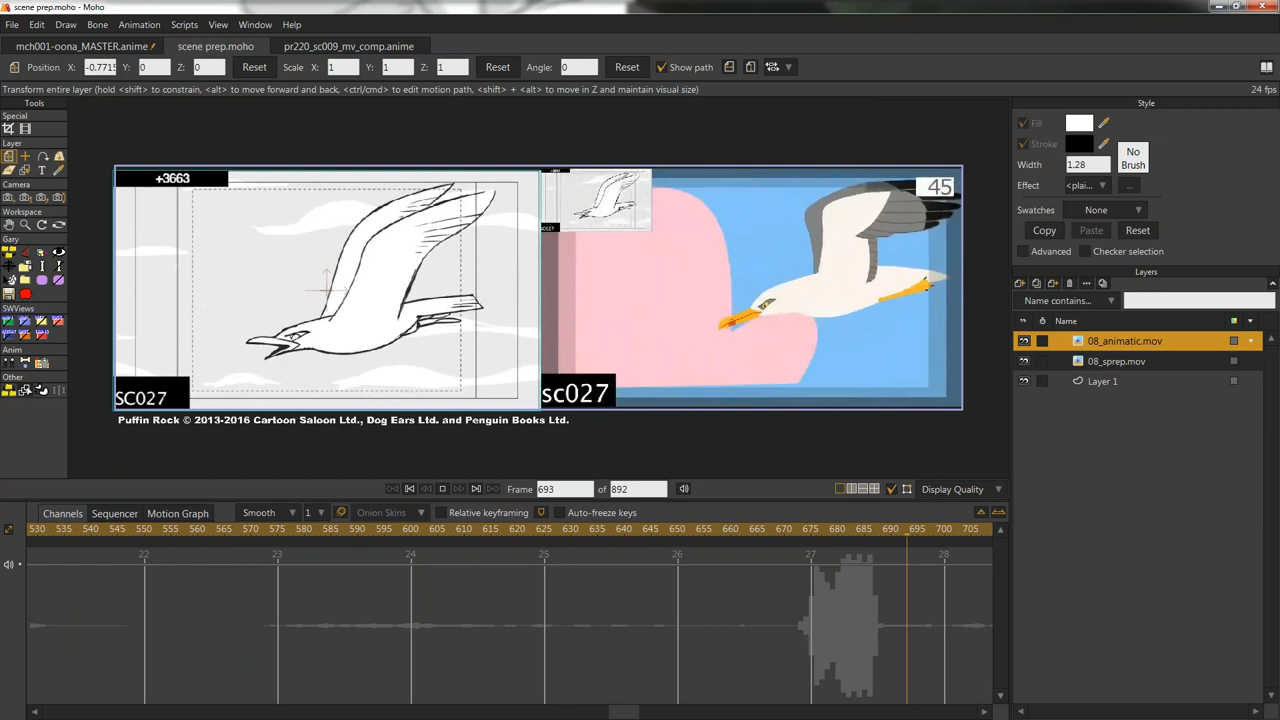 scene prep.moho
File Edit Draw Bone Animation Scripts View Window Help
mch001-oona_MASTER.anime scene prep.moho pr220_sc009_mv_comp.anime
Position X: -0.7715 Y: 0 Z: 0 Reset Scale X: 1 Y: 1 Z: 1 Reset Angle: 0 Reset Show path
Transform entire layer (hold <shift> to constrain, <alt> to move forward and back, <ctrl/cmd> to edit motion path, <shift> + <alt> to move in Z and maintain visual size) 24 fps
Tools
Special
Layer
Camera
Workspace
Gary
SWViews
Anim
Other
+3663
SC027
45
sc027
SC027
Puffin Rock © 2013-2016 Cartoon Saloon Ltd., Dog Ears Ltd. and Penguin Books Ltd.
Style
Fill
Stroke
No Brush
Width 1.28
Effect <plai... ...
Swatches None
Copy Paste Reset
Advanced Checker selection
Layers
Name contains...
Name
08_animatic.mov
08_sprep.mov
Layer 1
Frame 693 of 892 Display Quality
Channels Sequencer Motion Graph Smooth 1 Onion Skins Relative keyframing Auto-freeze keys
530 535 540 545 550 555 560 565 570 575 580 585 590 595 600 605 610 615 620 625 630 635 640 645 650 655 660 665 670 675 680 685 690 695 700 705
22 23 24 25 26 27 28